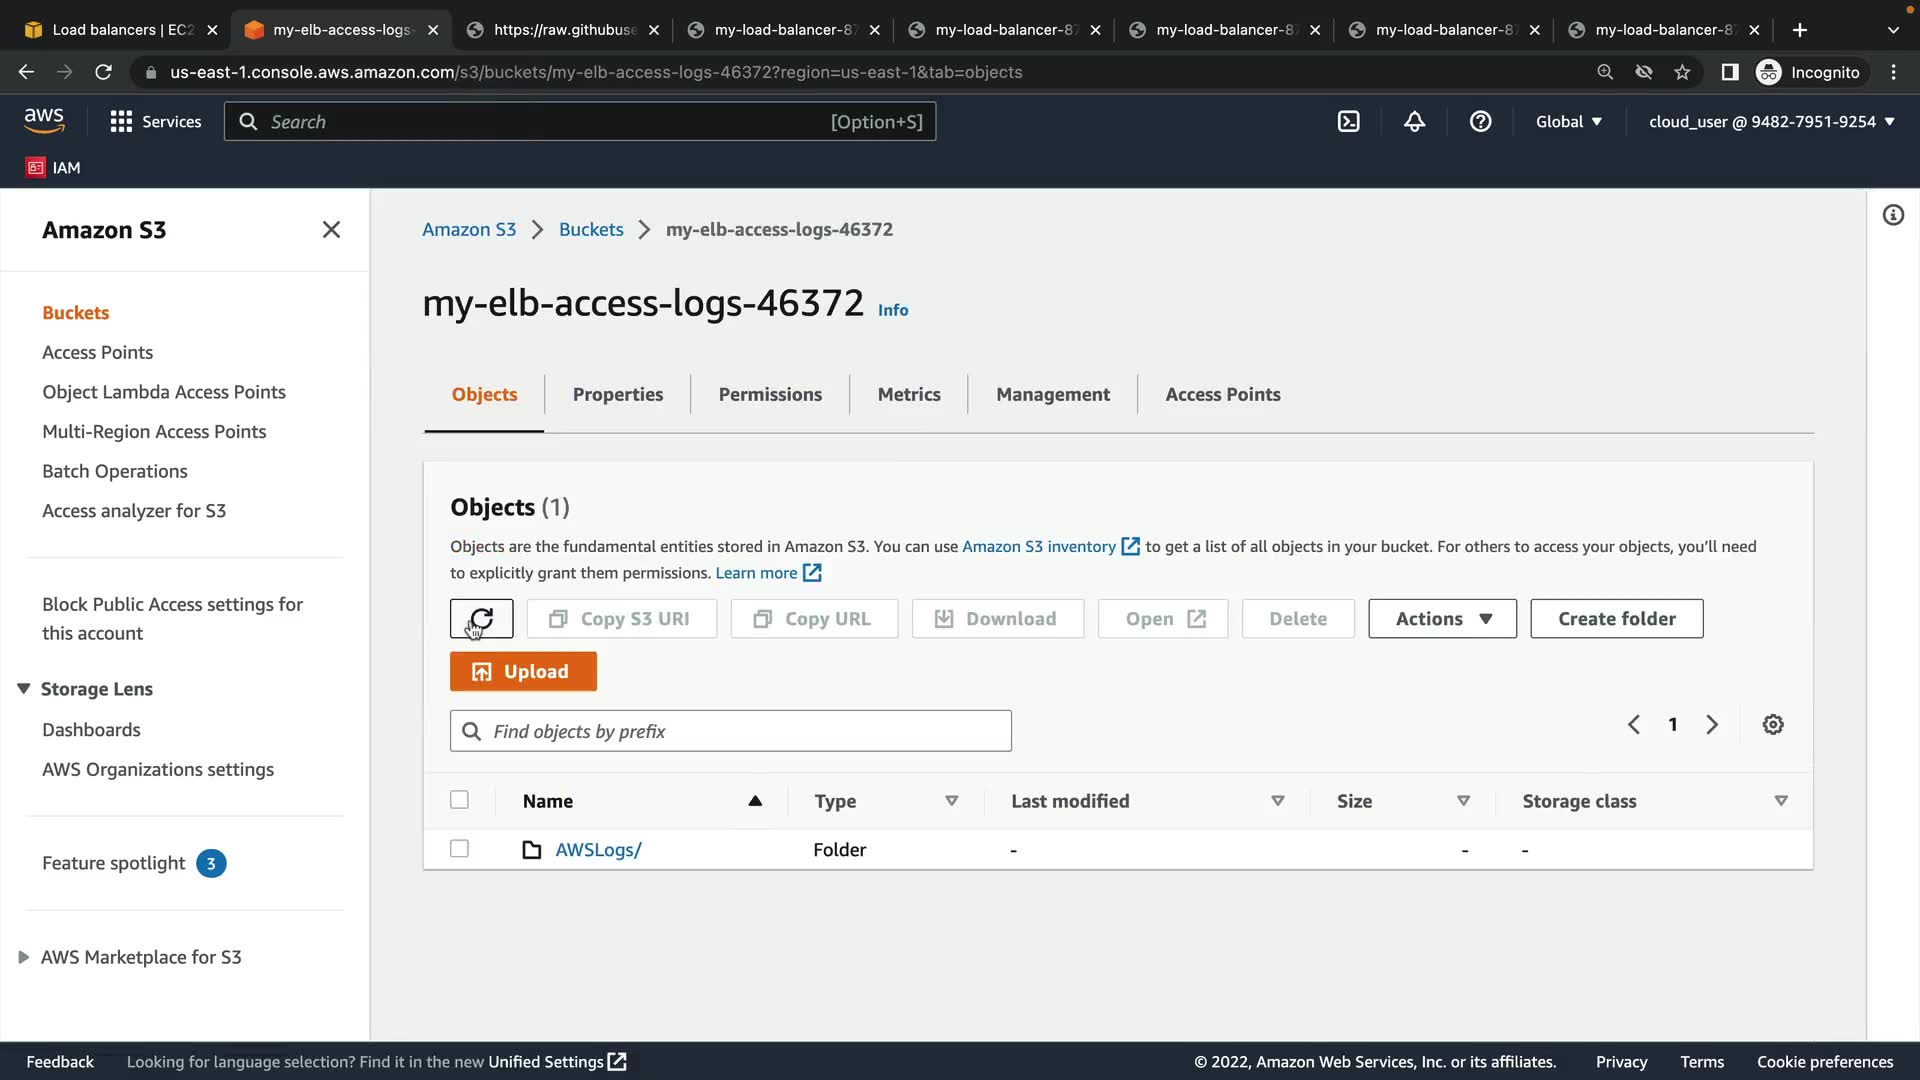 Load balancers | EC2
my-elb-access-logs-
https://raw.githubuse
my-load-balancer-87
my-load-balancer-87
my-load-balancer-87
my-load-balancer-87
my-load-balancer-87
us-east-1.console.aws.amazon.com/s3/buckets/my-elb-access-logs-46372?region=us-east-1&tab=objects
Incognito
aws
Services
Search
[Option+S]
Global
cloud_user @ 9482-7951-9254
IAM
Amazon S3
Buckets
Access Points
Object Lambda Access Points
Multi-Region Access Points
Batch Operations
Access analyzer for S3
Block Public Access settings for
this account
Storage Lens
Dashboards
AWS Organizations settings
Feature spotlight 3
AWS Marketplace for S3
Amazon S3 > Buckets > my-elb-access-logs-46372
my-elb-access-logs-46372 Info
Objects
Properties
Permissions
Metrics
Management
Access Points
Objects (1)
Objects are the fundamental entities stored in Amazon S3. You can use Amazon S3 inventory to get a list of all objects in your bucket. For others to access your objects, you'll need
to explicitly grant them permissions. Learn more
Copy S3 URI
Copy URL
Download
Open
Delete
Actions
Create folder
Upload
Find objects by prefix
1
Name
Type
Last modified
Size
Storage class
AWSLogs/
Folder
-
-
-
Feedback
Looking for language selection? Find it in the new Unified Settings
© 2022, Amazon Web Services, Inc. or its affiliates.
Privacy
Terms
Cookie preferences